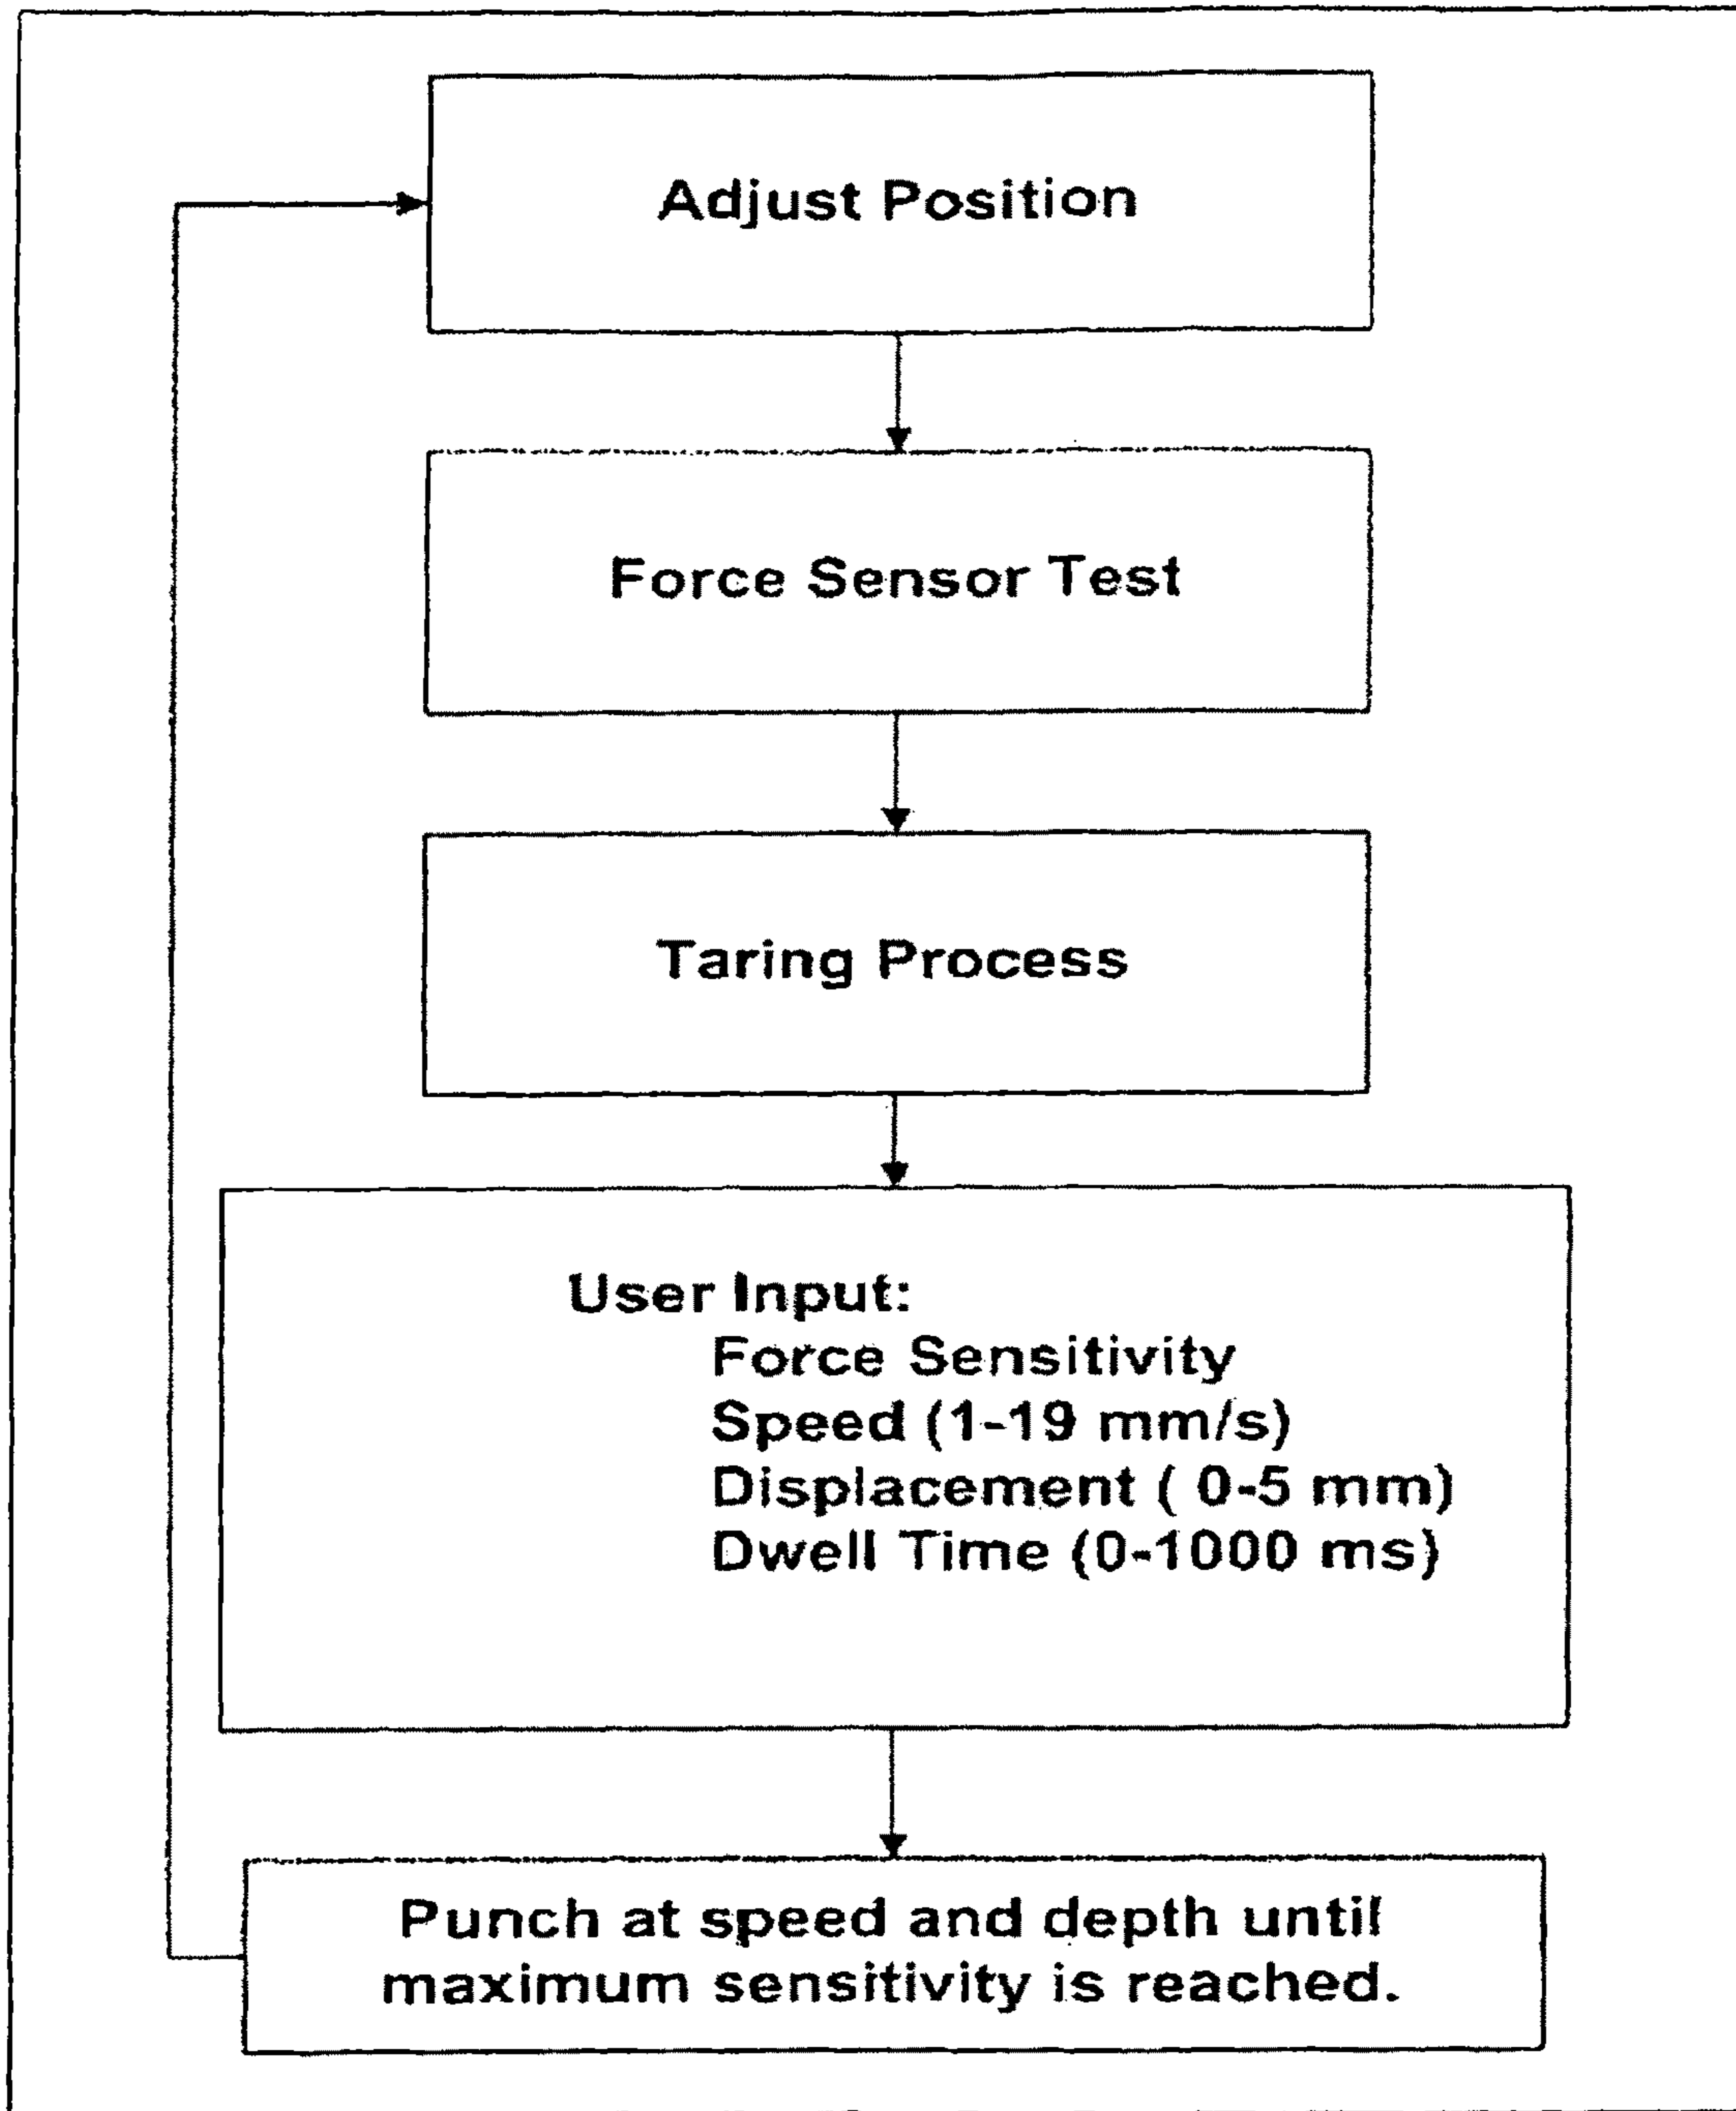 Adjust Position
Force Sensor Test
Taring Process
User Input:
Force Sensitivity
Speed (1-19 mm/s)
Displacement ( 0-5 mm)
Dwell Time (0-1000 ms)
Punch at speed and depth until
maximum sensitivity is reached.